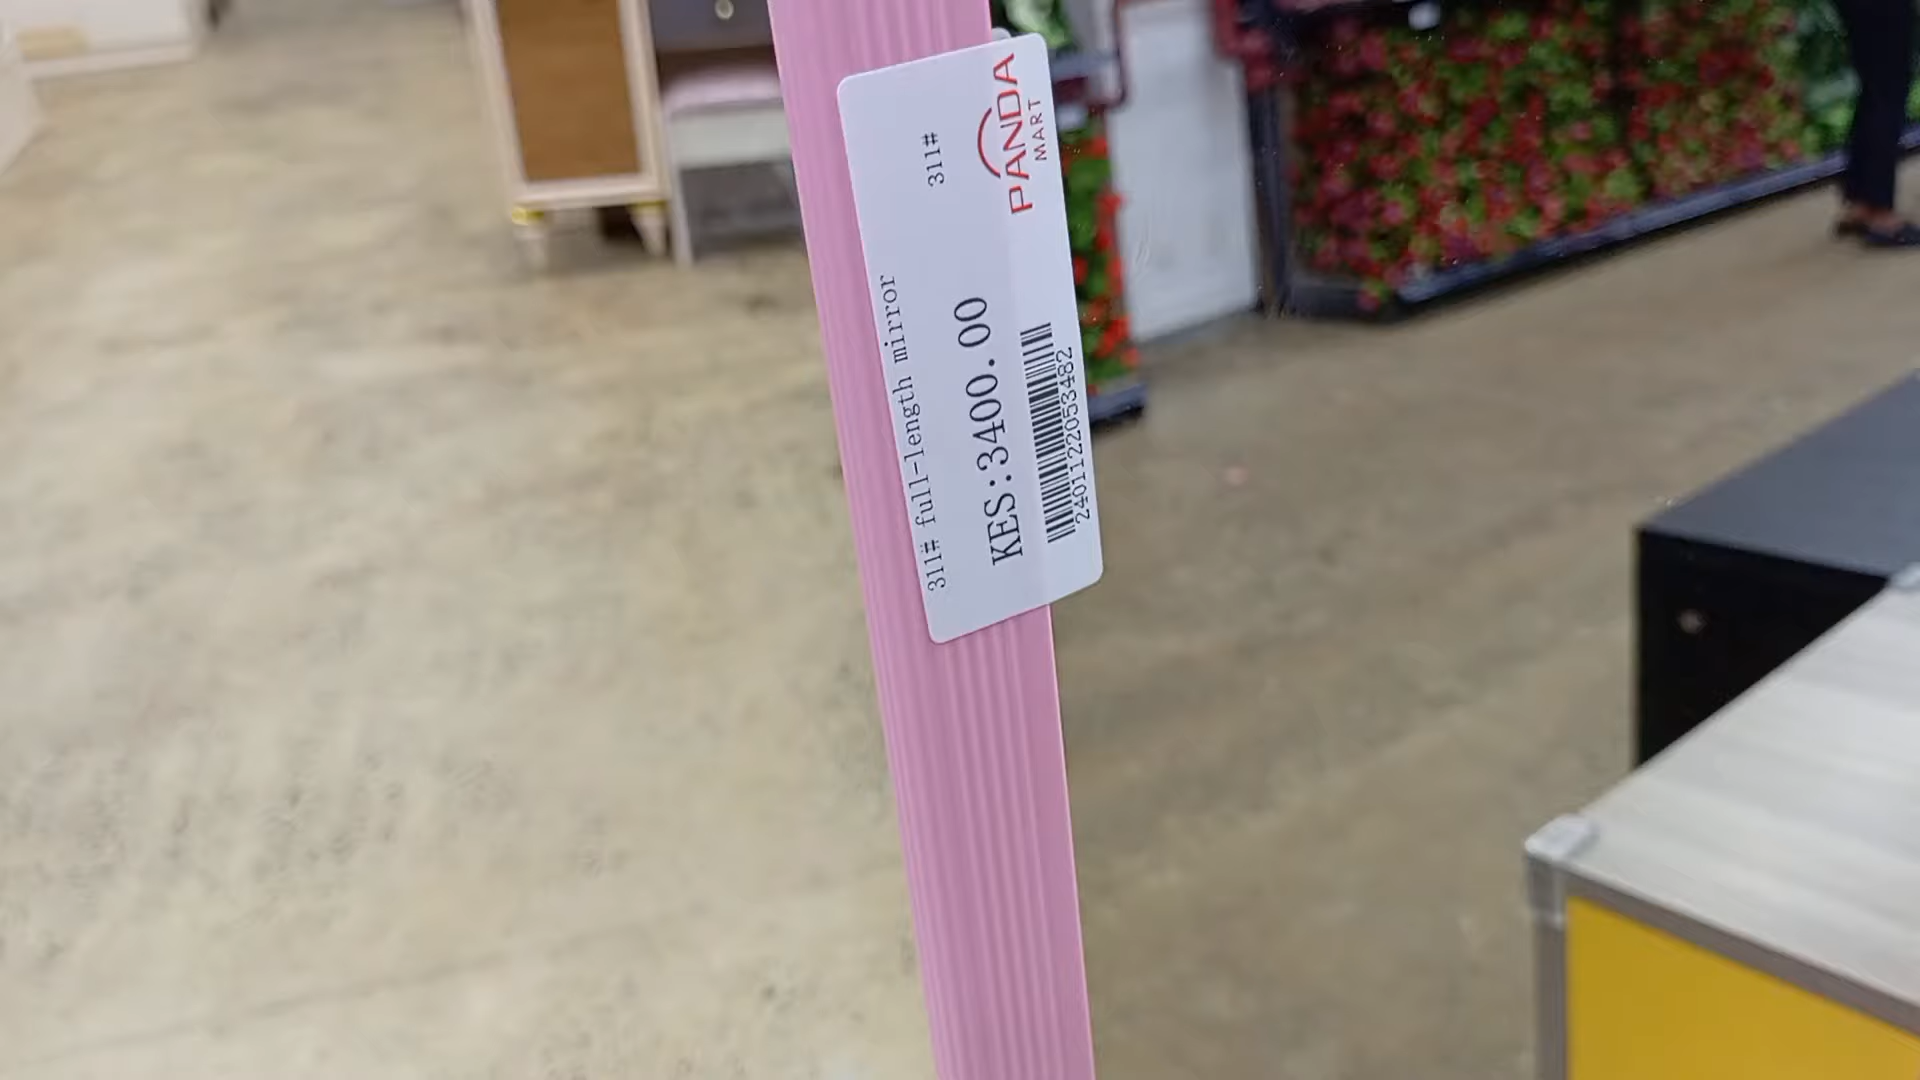 311# full-length mirror
311#
KES:3400.00
2401122053482
PANDA
MART